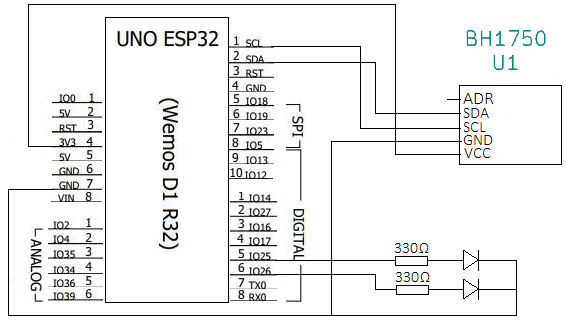 UNO ESP32
(Wemos D1 R32)
IO0 1
5V 2
RST 3
3V3 4
5V 5
GND 6
GND 7
VIN 8
ANALOG
IO2 1
IO4 2
IO35 3
IO34 4
IO36 5
IO39 6
1 SCL
2 SDA
3 RST
4 GND
5 IO18
6 IO19
7 IO23
8 IO5
9 IO13
10 IO12
SPI
1 IO14
2 IO27
3 IO16
4 IO17
5 IO25
6 IO26
7 TX0
8 RX0
DIGITAL
BH1750
U1
ADR
SDA
SCL
GND
VCC
330Ω
330Ω